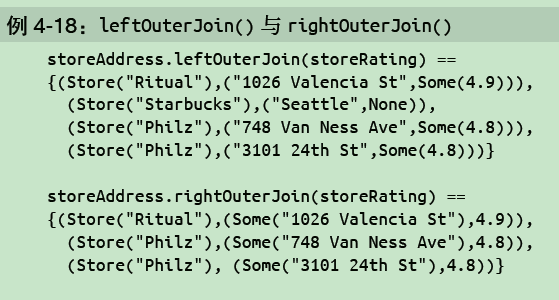 例 4-18：leftOuterJoin() 与 rightOuterJoin()
storeAddress.leftOuterJoin(storeRating) ==
{(Store("Ritual"),("1026 Valencia St",Some(4.9))),
(Store("Starbucks"),("Seattle",None)),
(Store("Philz"),("748 Van Ness Ave",Some(4.8))),
(Store("Philz"),("3101 24th St",Some(4.8)))}
storeAddress.rightOuterJoin(storeRating) ==
{(Store("Ritual"),(Some("1026 Valencia St"),4.9)),
(Store("Philz"),(Some("748 Van Ness Ave"),4.8)),
(Store("Philz"), (Some("3101 24th St"),4.8))}